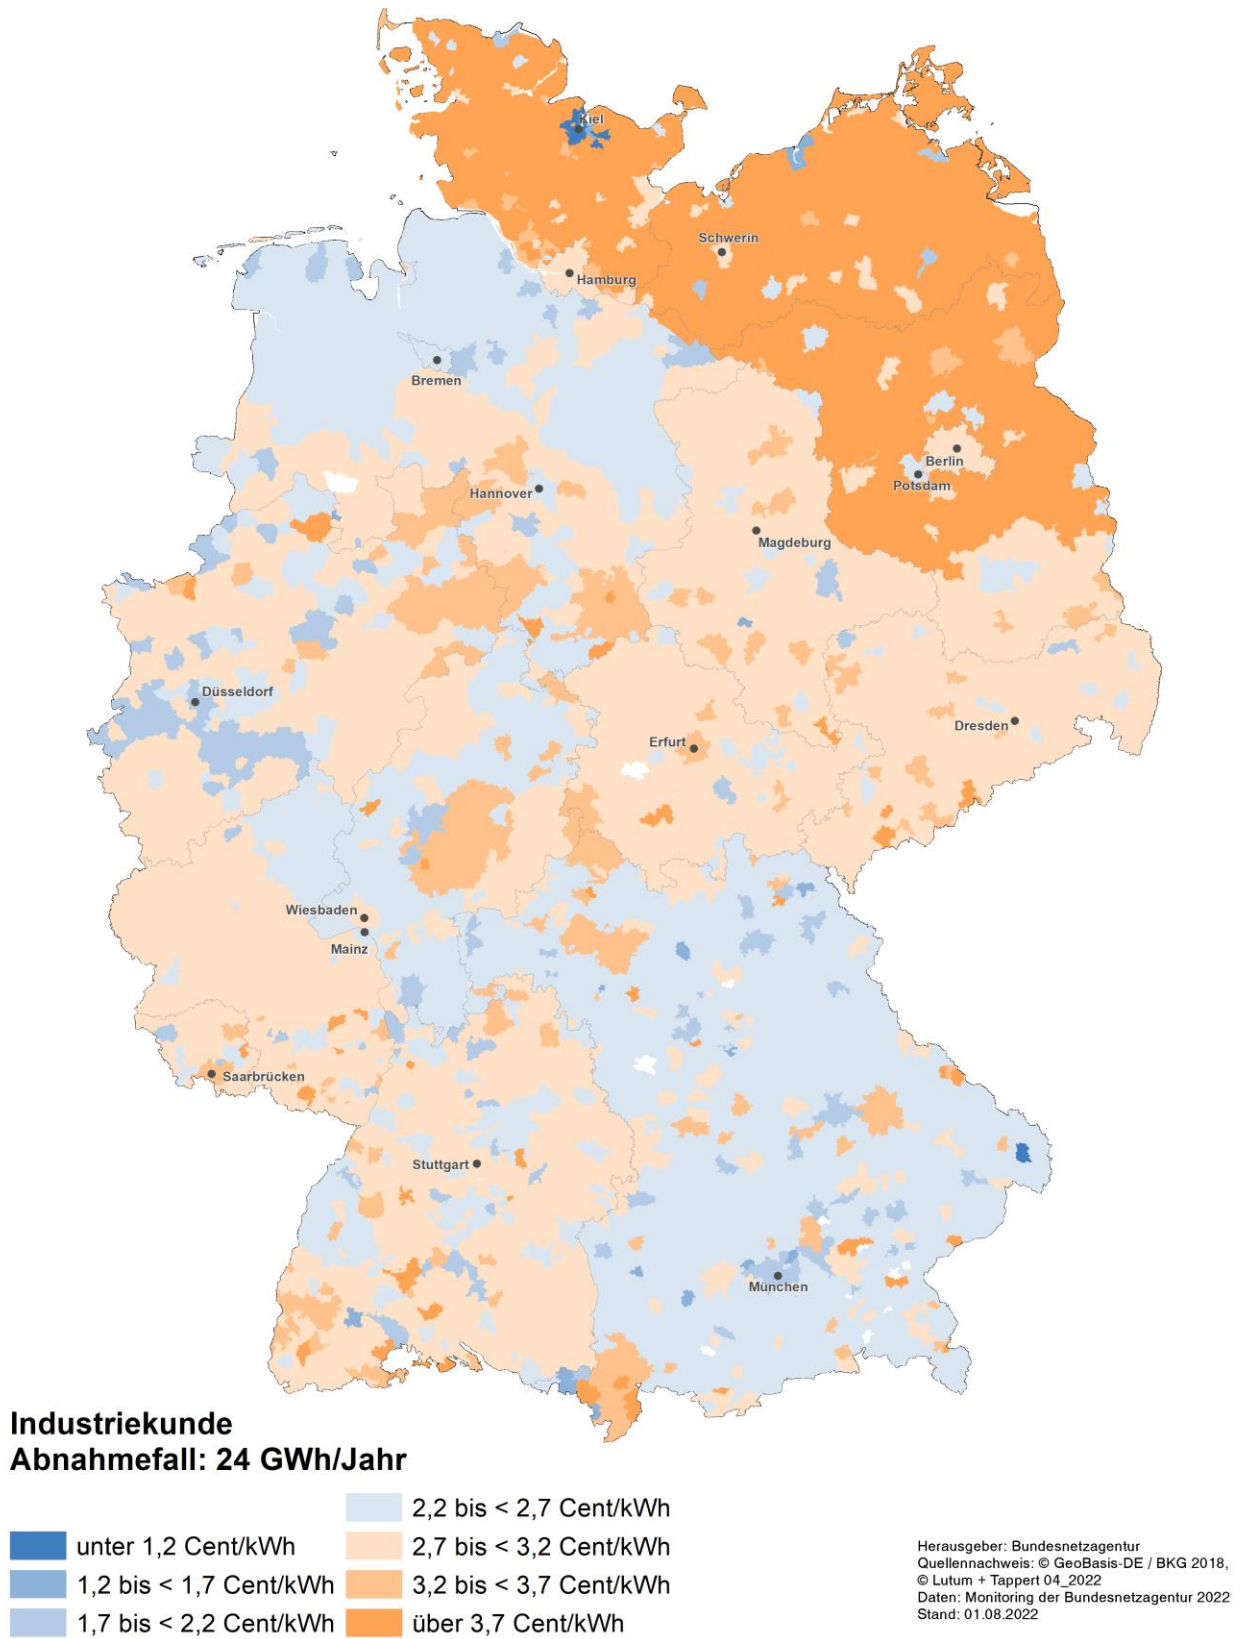 Kiel
Schwerin
Hamburg
Bremen
Berlin
Potsdam
Hannover
Magdeburg
Düsseldorf
Dresden
Erfurt
Wiesbaden
Mainz
Saarbrücken
Stuttgart
München
Industriekunde
Abnahmefall: 24 GWh/Jahr
unter 1,2 Cent/kWh
1,2 bis < 1,7 Cent/kWh
1,7 bis < 2,2 Cent/kWh
2,2 bis < 2,7 Cent/kWh
2,7 bis < 3,2 Cent/kWh
3,2 bis < 3,7 Cent/kWh
über 3,7 Cent/kWh
Herausgeber: Bundesnetzagentur
Quellennachweis: © GeoBasis-DE / BKG 2018,
© Lutum + Tappert 04_2022
Daten: Monitoring der Bundesnetzagentur 2022
Stand: 01.08.2022